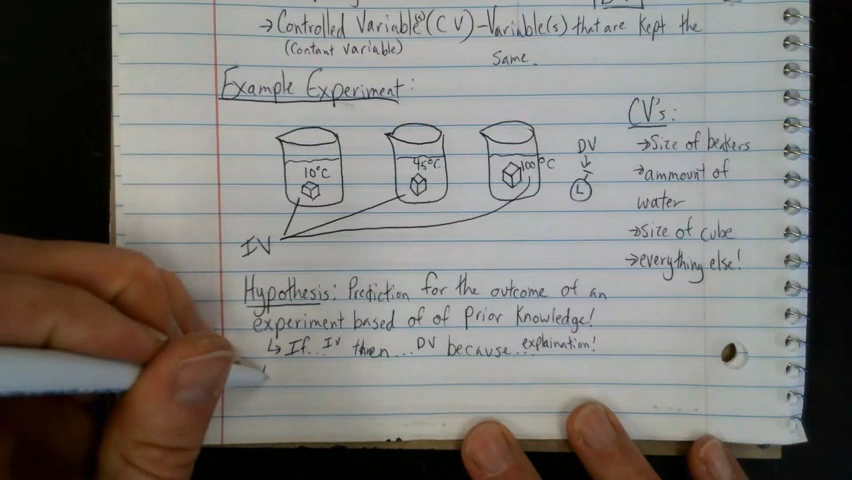 → Controlled Variable(s) (CV) - Variable(s) that are kept the
(Contant Variable)
Same.
Example Experiment:
10°C
45°C
100°C
DV
L
IV
CV's:
→ Size of beakers
→ ammount of
water
→ size of cube
→ everything else!
Hypothesis: Prediction for the outcome of an
experiment based of of Prior Knowledge!
↳ If... IV then... DV because... explaination!